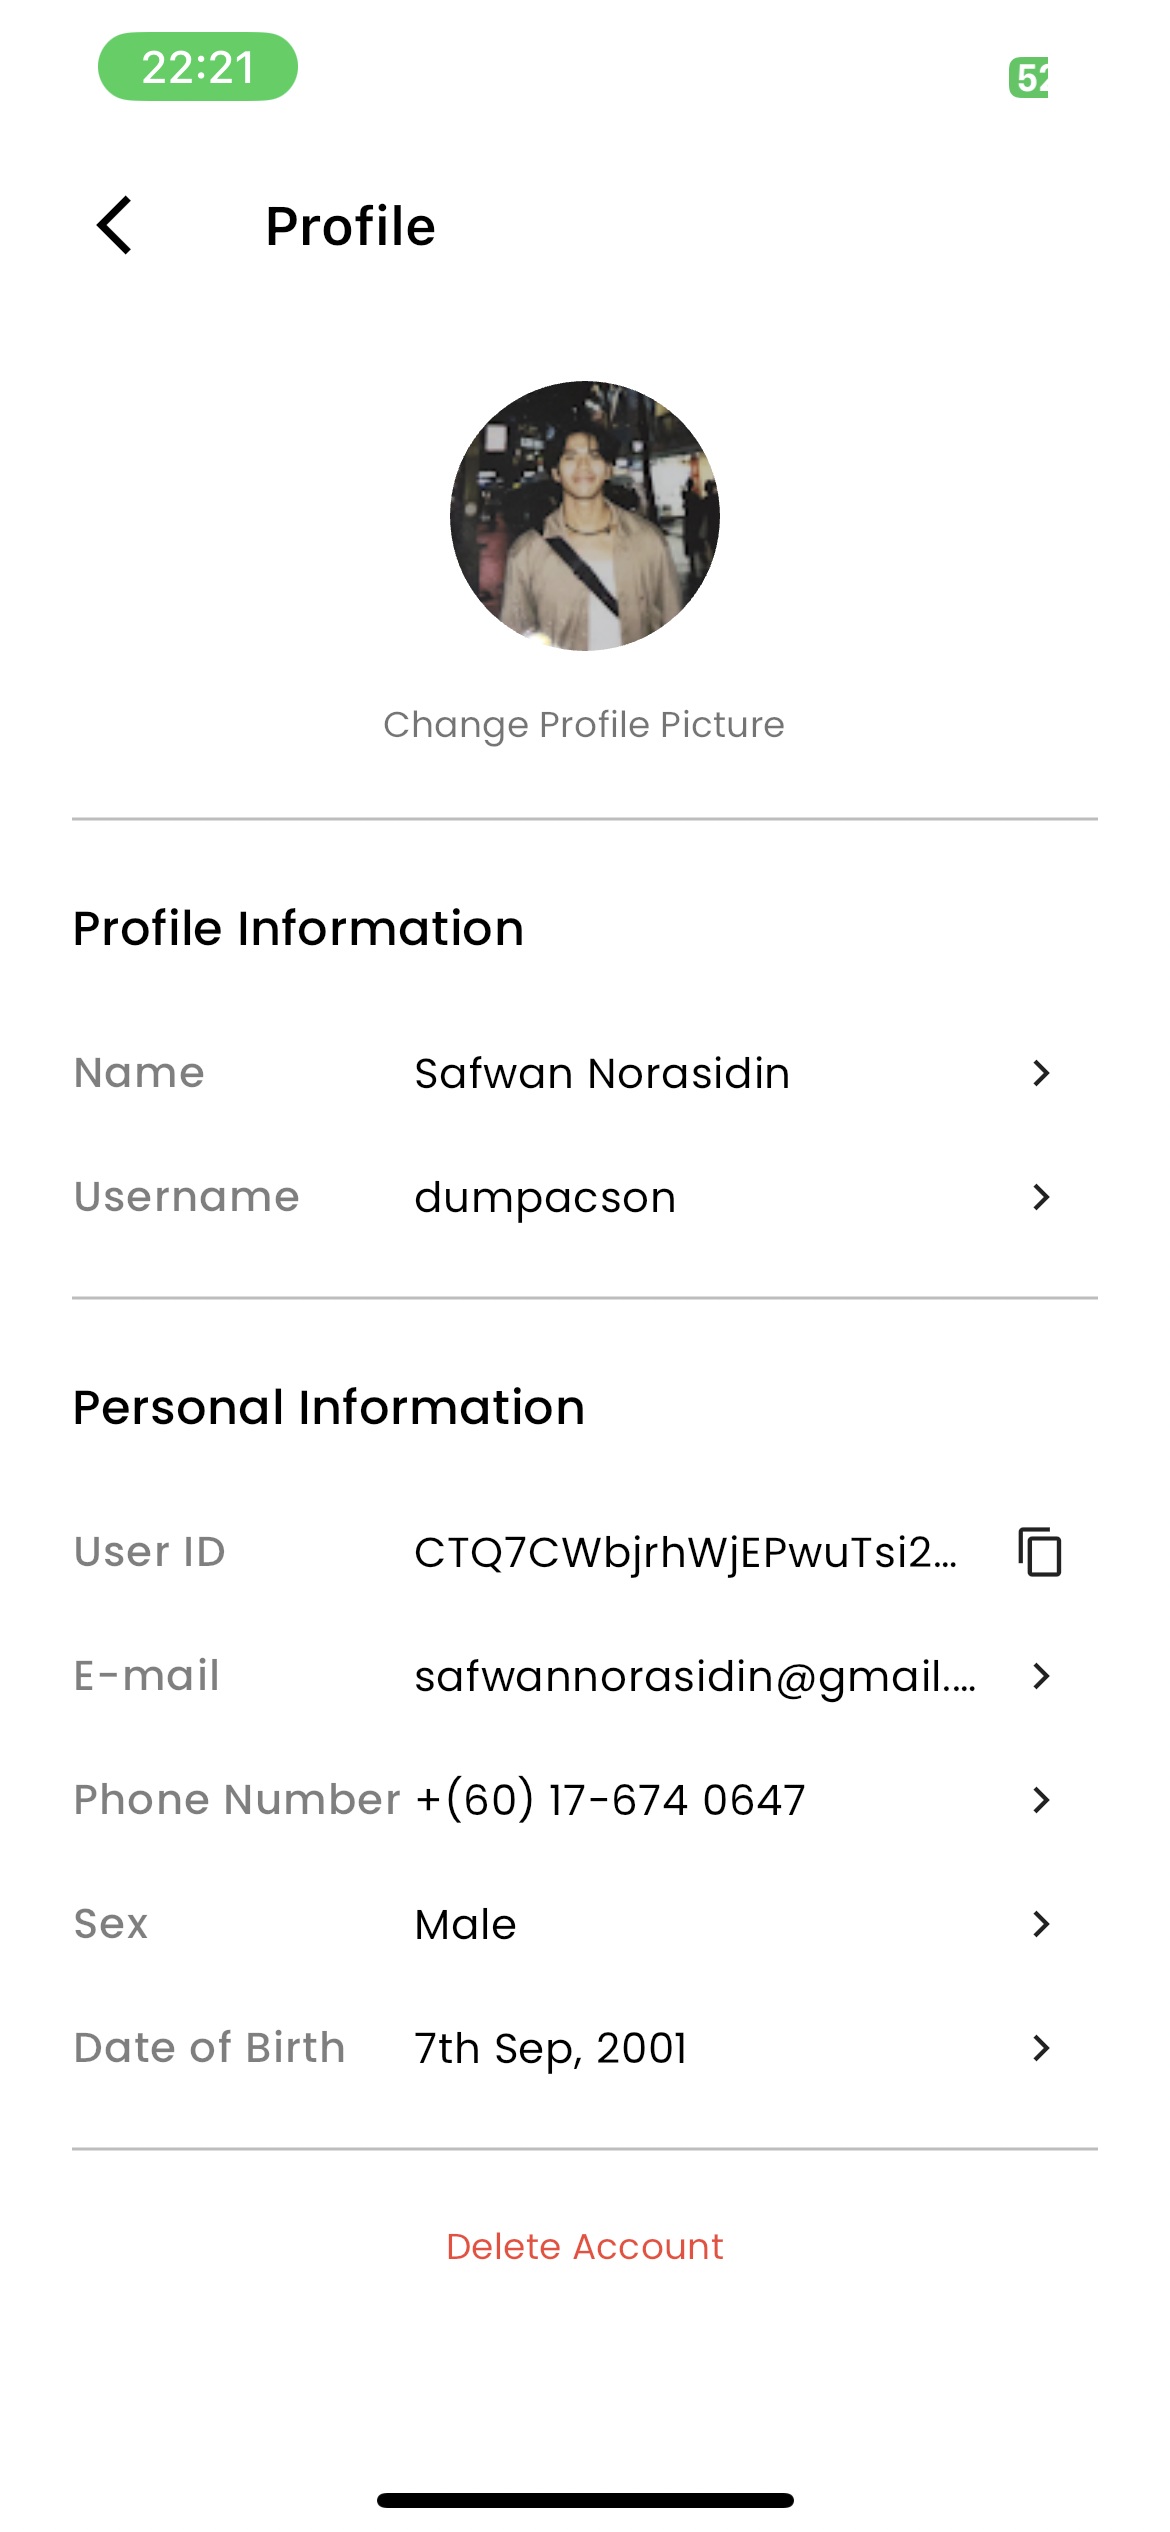 22:21
52
Profile
Change Profile Picture
Profile Information
Name Safwan Norasidin
Username dumpacson
Personal Information
User ID CTQ7CWbjrhWjEPwuTsi2...
E-mail safwannorasidin@gmail....
Phone Number +(60) 17-674 0647
Sex Male
Date of Birth 7th Sep, 2001
Delete Account